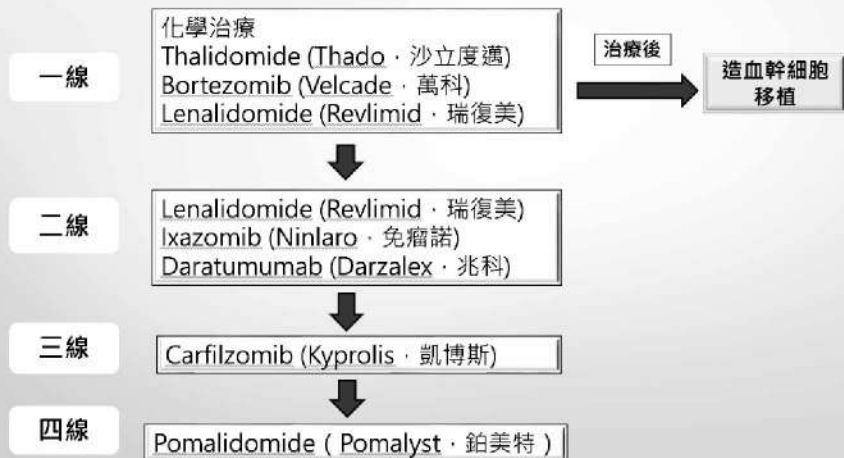 一線
化學治療
Thalidomide (Thado．沙立度邁)
Bortezomib (Velcade．萬科)
Lenalidomide (Revlimid．瑞復美)
治療後
造血幹細胞
移植
二線
Lenalidomide (Revlimid．瑞復美)
Ixazomib (Ninlaro．免瘤諾)
Daratumumab (Darzalex．兆科)
三線
Carfilzomib (Kyprolis．凱博斯)
四線
Pomalidomide ( Pomalyst．鉑美特 )